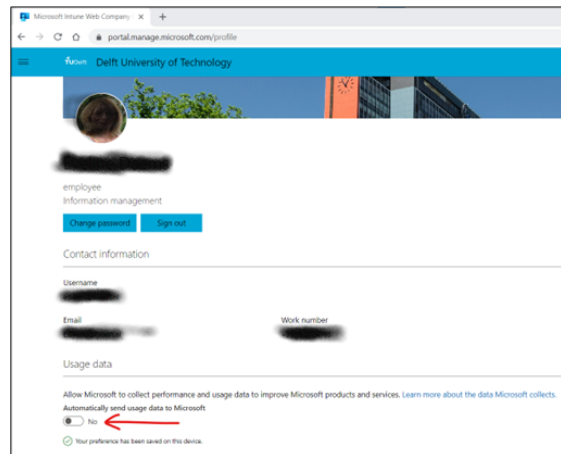 Microsoft Intune Web Company
portal.manage.microsoft.com/profile
TUDelft Delft University of Technology
employee
Information management
Change password Sign out
Contact information
Username
Email Work number
Usage data
Allow Microsoft to collect performance and usage data to improve Microsoft products and services. Learn more about the data Microsoft collects.
Automatically send usage data to Microsoft
No
Your preference has been saved on this device.